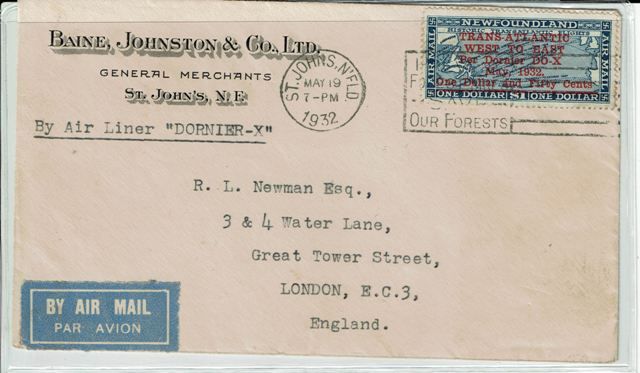 BAINE, JOHNSTON & CO., LTD.
GENERAL MERCHANTS
ST. JOHN'S, N. F.
By Air Liner "DORNIER-X"
ST. JOHN'S, N'FLD.
MAY 19
7-PM
1932
OUR FORESTS
NEWFOUNDLAND
AIR MAIL
AIR MAIL
TRANS-ATLANTIC
WEST TO EAST
Per Dornier DO-X
May, 1932.
One Dollar and Fifty Cents
ONE DOLLAR $1 ONE DOLLAR
R. L. Newman Esq.,
3 & 4 Water Lane,
Great Tower Street,
LONDON, E.C.3,
England.
BY AIR MAIL
PAR AVION